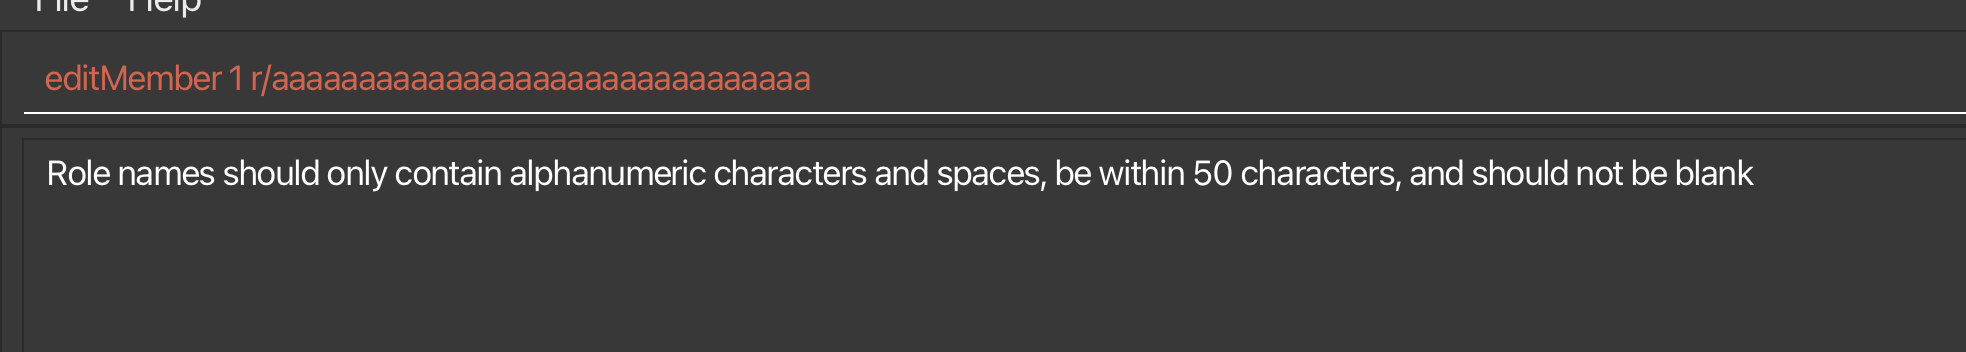 File Help
editMember 1 r/aaaaaaaaaaaaaaaaaaaaaaaaaaaaaaa
Role names should only contain alphanumeric characters and spaces, be within 50 characters, and should not be blank